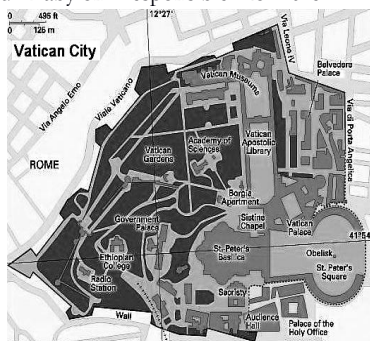 0 495 ft
0 125 m
12°27'
Vatican City
Via Leone IV
Belvedere
Palace
Via Angelo Emo
Viale Vaticano
Vatican Museums
Via di Porta Angelica
ROME
Vatican
Gardens
Academy of
Sciences
Vatican
Apostolic
Library
Borgia
Apartment
Sistine
Chapel
Vatican
Palace
Government
Palace
41°54'
Ethiopian
College
St. Peter's
Basilica
Obelisk
St. Peter's
Square
Radio
Station
Sacristy
Wall
Audience
Hall
Palace of the
Holy Office